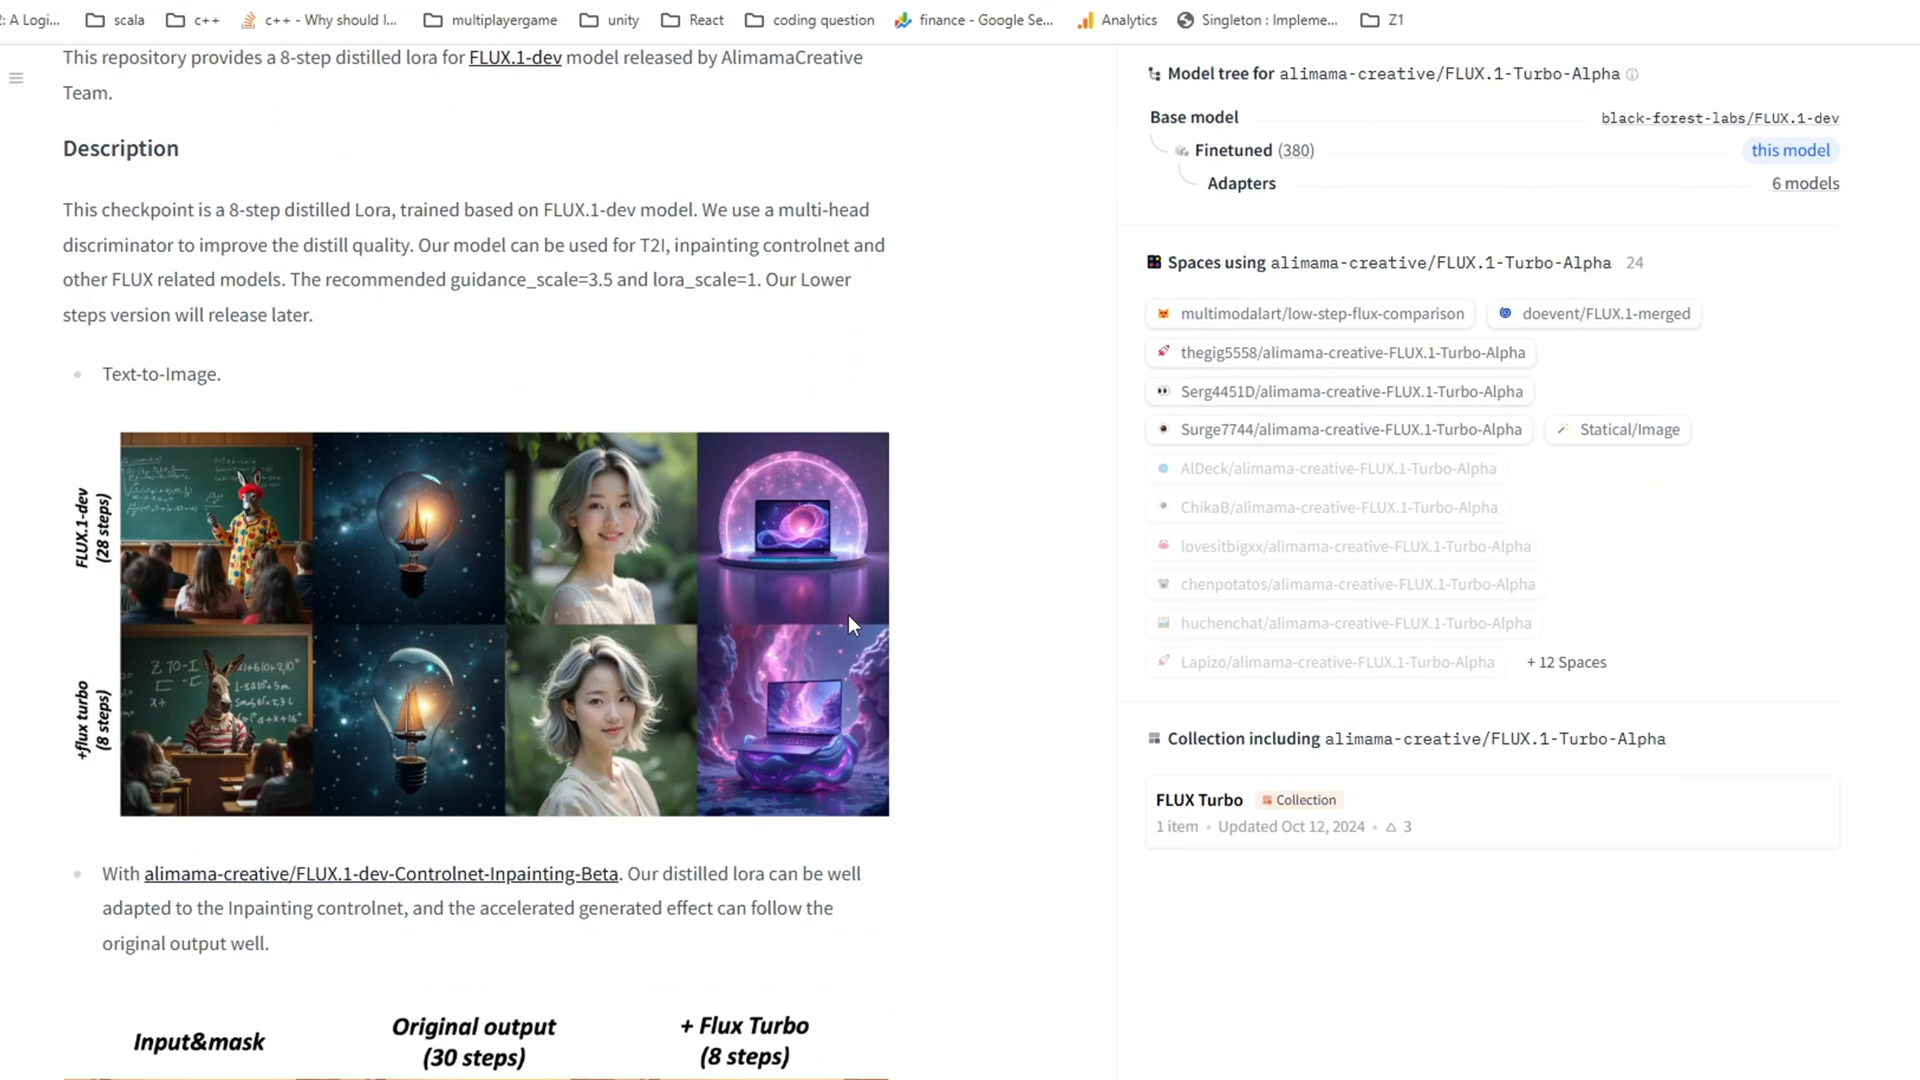 2: A Logi...
scala
c++
c++ - Why should I...
multiplayergame
unity
React
coding question
finance - Google Se...
Analytics
Singleton : Impleme...
Z1
This repository provides a 8-step distilled lora for FLUX.1-dev model released by AlimamaCreative
Team.
Description
This checkpoint is a 8-step distilled Lora, trained based on FLUX.1-dev model. We use a multi-head
discriminator to improve the distill quality. Our model can be used for T2I, inpainting controlnet and
other FLUX related models. The recommended guidance_scale=3.5 and lora_scale=1. Our Lower
steps version will release later.
Text-to-Image.
FLUX.1-dev
(28 steps)
+flux turbo
(8 steps)
With alimama-creative/FLUX.1-dev-Controlnet-Inpainting-Beta. Our distilled lora can be well
adapted to the Inpainting controlnet, and the accelerated generated effect can follow the
original output well.
Input&mask
Original output
(30 steps)
+ Flux Turbo
(8 steps)
Model tree for alimama-creative/FLUX.1-Turbo-Alpha
Base model
black-forest-labs/FLUX.1-dev
Finetuned (380)
this model
Adapters
6 models
Spaces using alimama-creative/FLUX.1-Turbo-Alpha 24
multimodalart/low-step-flux-comparison
doevent/FLUX.1-merged
thegig5558/alimama-creative-FLUX.1-Turbo-Alpha
Serg4451D/alimama-creative-FLUX.1-Turbo-Alpha
Surge7744/alimama-creative-FLUX.1-Turbo-Alpha
Statical/Image
AlDeck/alimama-creative-FLUX.1-Turbo-Alpha
ChikaB/alimama-creative-FLUX.1-Turbo-Alpha
lovesitbigxx/alimama-creative-FLUX.1-Turbo-Alpha
chenpotatos/alimama-creative-FLUX.1-Turbo-Alpha
huchenchat/alimama-creative-FLUX.1-Turbo-Alpha
Lapizo/alimama-creative-FLUX.1-Turbo-Alpha
+ 12 Spaces
Collection including alimama-creative/FLUX.1-Turbo-Alpha
FLUX Turbo
Collection
1 item • Updated Oct 12, 2024 • 3